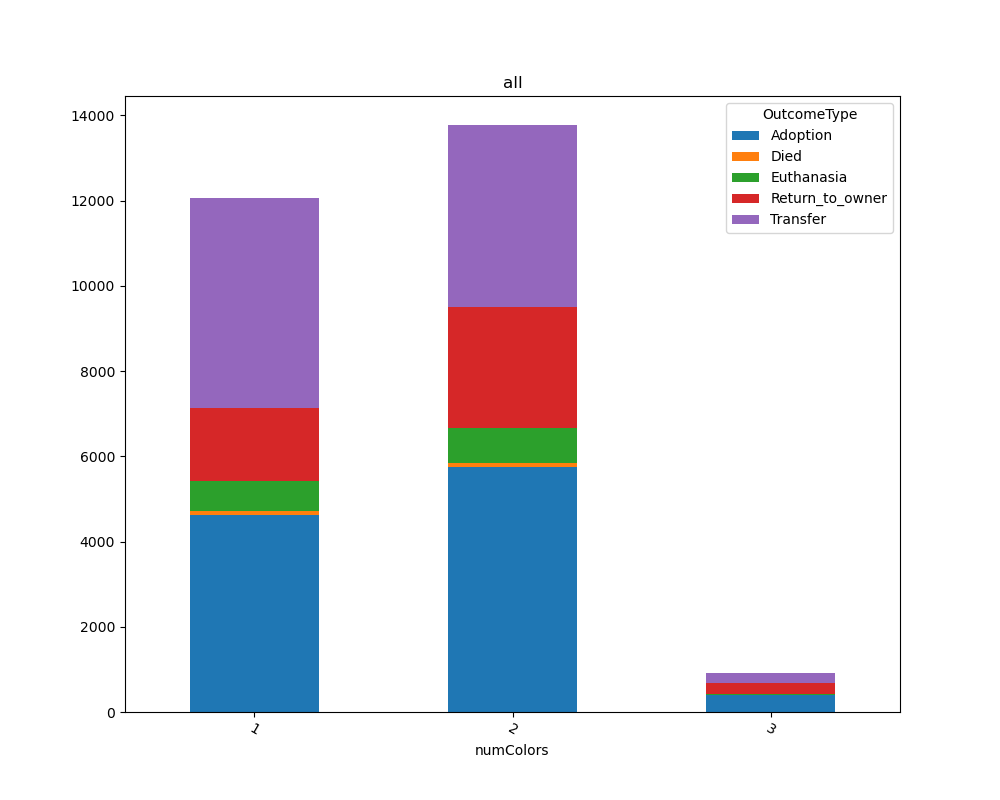 all
14000
12000
10000
8000
6000
4000
2000
0
OutcomeType
Adoption
Died
Euthanasia
Return_to_owner
Transfer
1
2
3
numColors